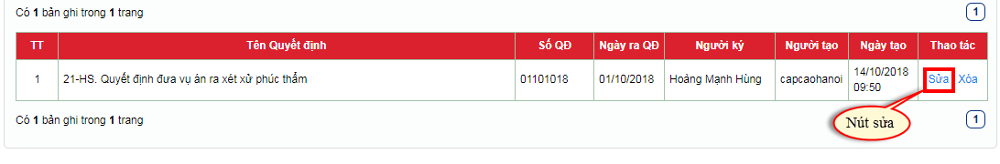 Có 1 bản ghi trong 1 trang 1
TT Tên Quyết định Số QĐ Ngày ra QĐ Người ký Người tạo Ngày tạo Thao tác
1 21-HS. Quyết định đưa vụ án ra xét xử phúc thẩm 01101018 01/10/2018 Hoàng Mạnh Hùng capcaohanoi 14/10/2018 09:50 Sửa Xóa
Có 1 bản ghi trong 1 trang 1
Nút sửa